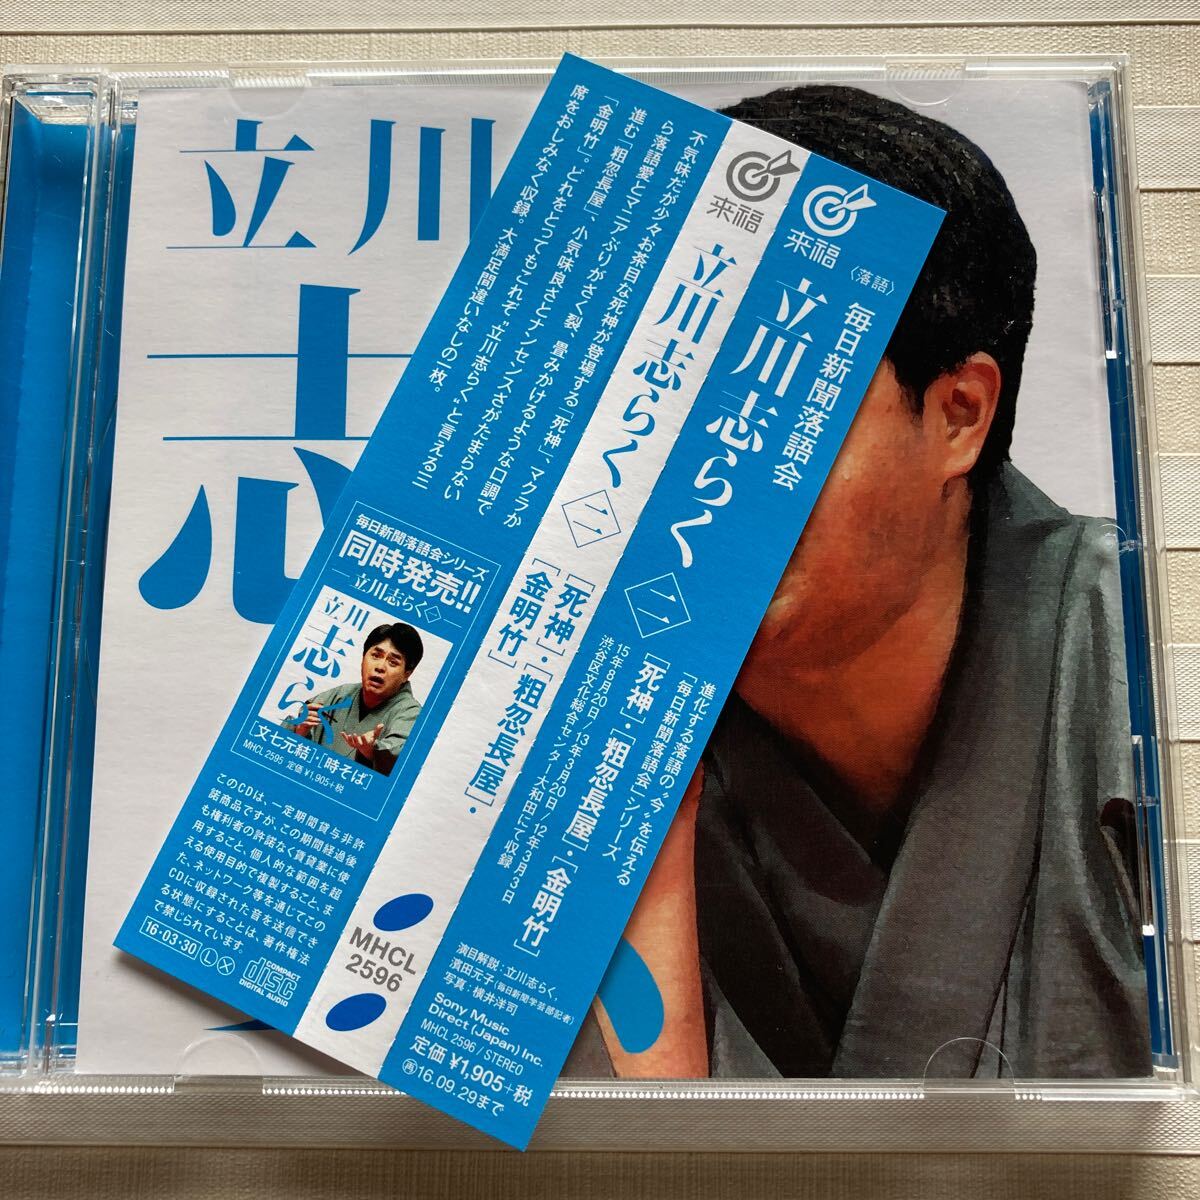 立川
志
来福
〈落語〉
毎日新聞落語会
立川志らく 二
進化する落語の“今”を伝える
「毎日新聞落語会」シリーズ
[死神]・[粗忽長屋]・[金明竹]
15年8月20日/13年3月20日/12年3月3日
渋谷区文化総合センター大和田にて収録
演目解説：立川志らく、
濱田元子(毎日新聞学芸部記者)
写真：横井洋司
Sony Music
Direct (Japan) Inc.
MHCL 2596 / STEREO
定価 ¥1,905+税
再16.09.29まで
来福
立川志らく 二
[死神]・[粗忽長屋]・
[金明竹]
MHCL
2596
不気味だが少々お茶目な死神が登場する「死神」、マクラか
ら落語愛とマニアぶりがさく裂、畳みかけるような口調で
進む「粗忽長屋」、小気味良さとナンセンスさがたまらない
「金明竹」。どれをとってもこれぞ“立川志らく”と言える三
席をおしみなく収録。大満足間違いなしの一枚。
毎日新聞落語会シリーズ
同時発売!!
立川志らく 一
立川
志らく
[文七元結]・[時そば]
MHCL 2595 定価 ¥1,905+税
このCDは、一定期間貸与非許
諾商品ですが、この期間経過後
も権利者の許諾なく賃貸業に使
用すること、個人的な範囲を超
える使用目的で複製すること、ま
た、ネットワーク等を通じてこの
CDに収録された音を送信でき
る状態にすることは、著作権法
で禁じられています。
16・03・30 L X
COMPACT
disc
DIGITAL AUDIO